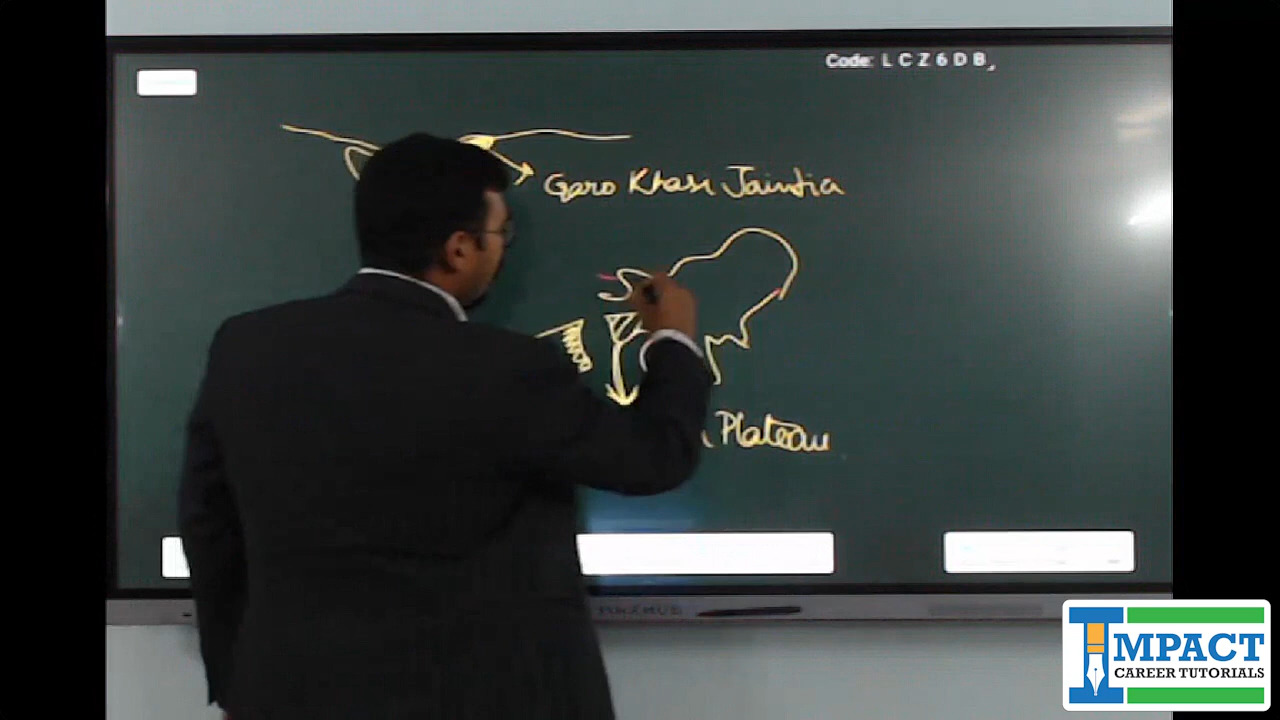 Code: L C Z 6 D B
Garo Khasi Jaintia
Plateau
IMPACT
CAREER TUTORIALS